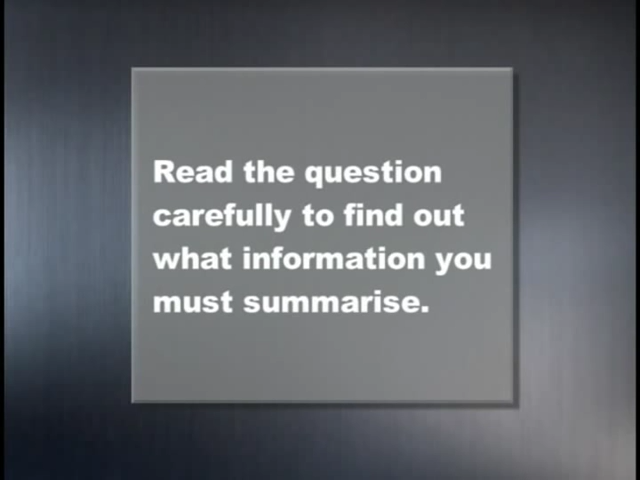 Read the question
carefully to find out
what information you
must summarise.